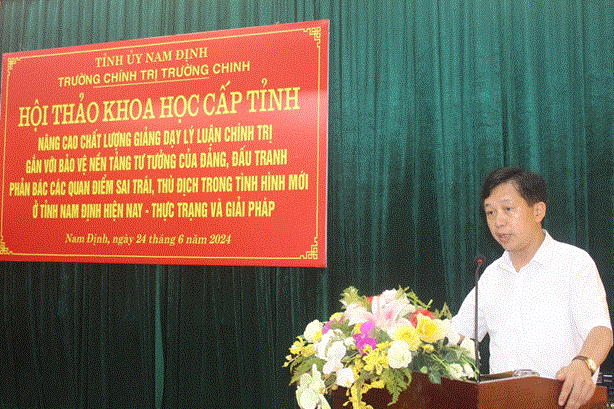 TỈNH ỦY NAM ĐỊNH
TRƯỜNG CHÍNH TRỊ TRƯỜNG CHINH
HỘI THẢO KHOA HỌC CẤP TỈNH
NÂNG CAO CHẤT LƯỢNG GIẢNG DẠY LÝ LUẬN CHÍNH TRỊ
GẮN VỚI BẢO VỆ NỀN TẢNG TƯ TƯỞNG CỦA ĐẢNG, ĐẤU TRANH
PHẢN BÁC CÁC QUAN ĐIỂM SAI TRÁI, THÙ ĐỊCH TRONG TÌNH HÌNH MỚI
Ở TỈNH NAM ĐỊNH HIỆN NAY - THỰC TRẠNG VÀ GIẢI PHÁP
Nam Định, ngày 24 tháng 6 năm 2024